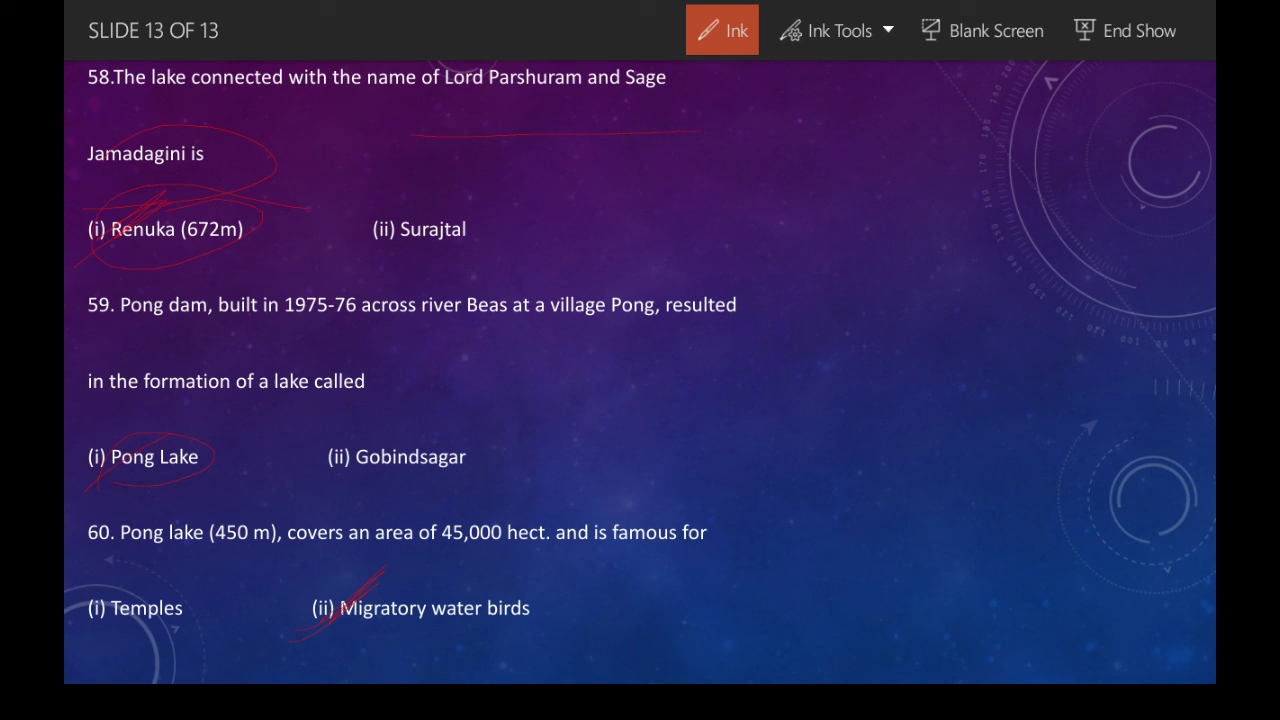 SLIDE 13 OF 13
Ink
Ink Tools
Blank Screen
End Show
58.The lake connected with the name of Lord Parshuram and Sage
Jamadagini is
(i) Renuka (672m) (ii) Surajtal
59. Pong dam, built in 1975-76 across river Beas at a village Pong, resulted
in the formation of a lake called
(i) Pong Lake (ii) Gobindsagar
60. Pong lake (450 m), covers an area of 45,000 hect. and is famous for
(i) Temples (ii) Migratory water birds